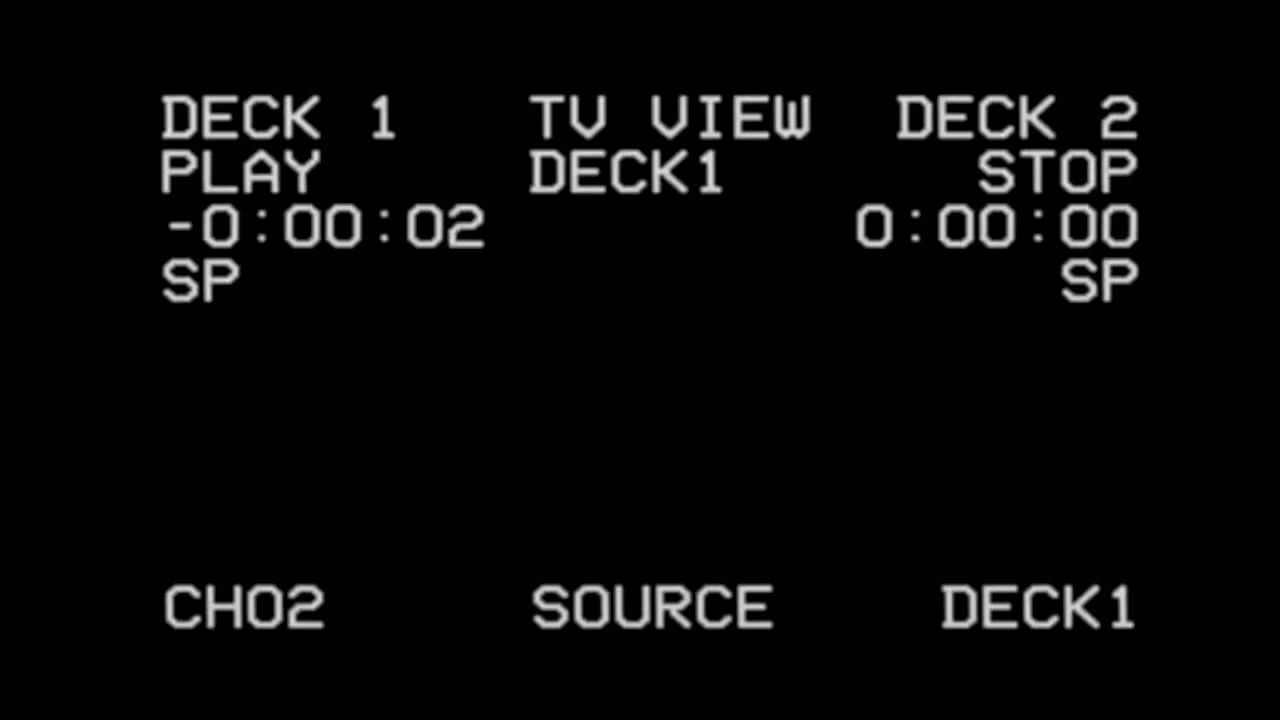 DECK 1 TV VIEW DECK 2
PLAY DECK1 STOP
-0:00:02 0:00:00
SP SP
CH02 SOURCE DECK1